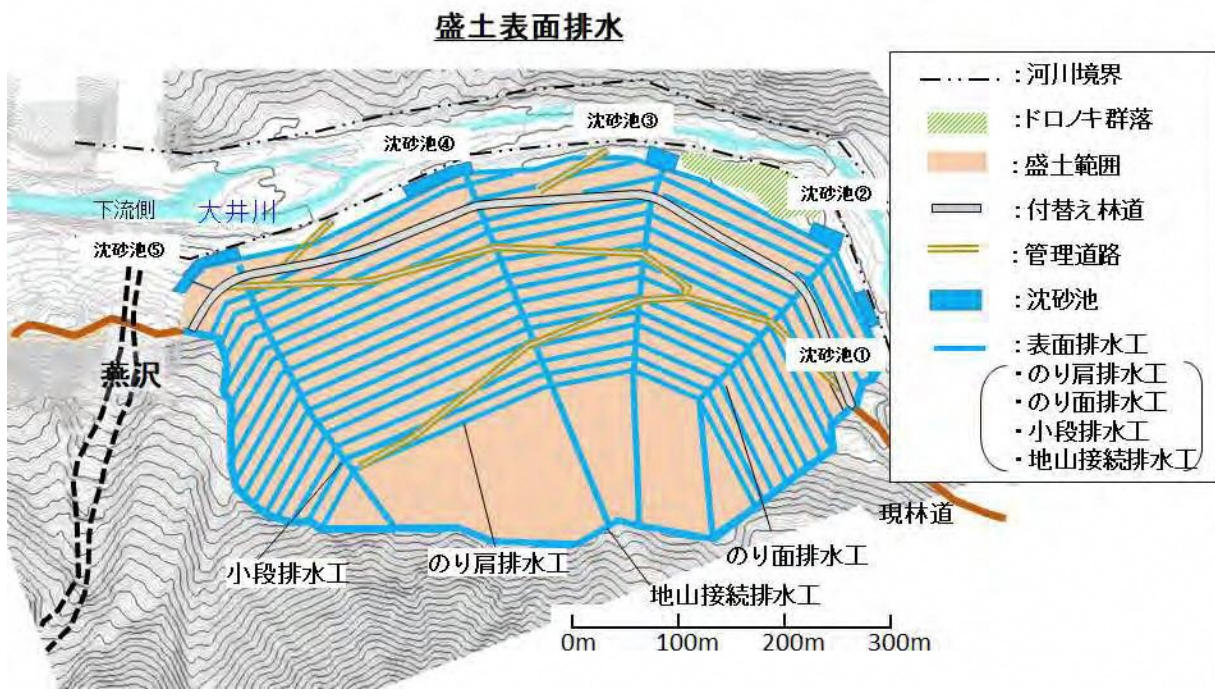 盛土表面排水
:河川境界
:ドロノキ群落
:盛土範囲
:付替え林道
:管理道路
:沈砂池
:表面排水工
・のり肩排水工
・のり面排水工
・小段排水工
・地山接続排水工
沈砂池③
沈砂池④
沈砂池②
下流側
大井川
沈砂池⑤
沈砂池①
燕沢
現林道
のり面排水工
のり肩排水工
小段排水工
地山接続排水工
0m 100m 200m 300m